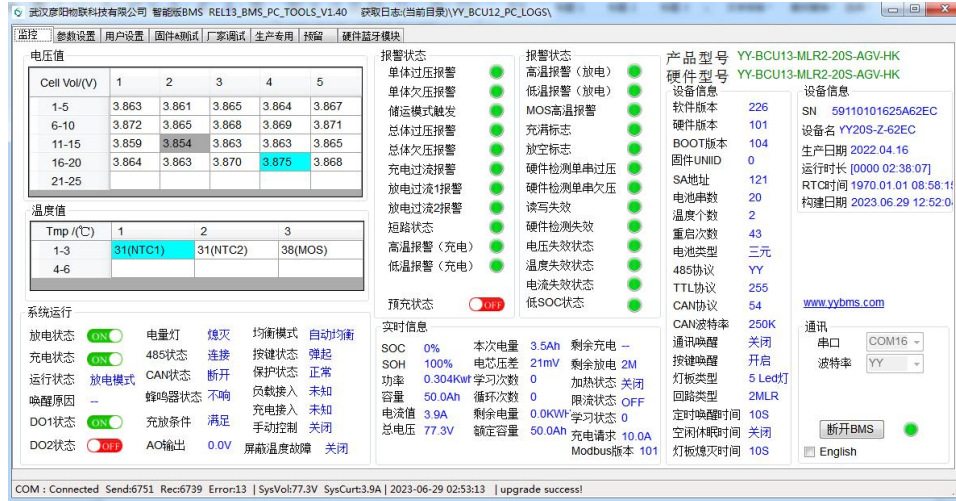 武汉彦阳物联科技有限公司 智能版BMS REL13_BMS_PC_TOOLS_V1.40 获取日志:(当前目录)\YY_BCU12_PC_LOGS\
监控 参数设置 用户设置 固件&测试 厂家调试 生产专用 预留 硬件蓝牙模块
电压值
Cell Vol/(V) 1 2 3 4 5
1-5 3.863 3.861 3.865 3.864 3.867
6-10 3.872 3.865 3.868 3.869 3.871
11-15 3.859 3.854 3.863 3.863 3.865
16-20 3.864 3.863 3.870 3.875 3.868
21-25
温度值
Tmp /(℃) 1 2 3
1-3 31(NTC1) 31(NTC2) 38(MOS)
4-6
系统运行
放电状态 ON 电量灯 熄灭 均衡模式 自动均衡
充电状态 ON 485状态 连接 按键状态 弹起
运行状态 放电模式 CAN状态 断开 保护状态 正常
唤醒原因 -- 蜂鸣器状态 不响 负载接入 未知
DO1状态 ON 充放条件 满足 充电接入 未知
手动控制 关闭
DO2状态 OFF AO输出 0.0V 屏蔽温度故障 关闭
报警状态
单体过压报警
单体欠压报警
储运模式触发
总体过压报警
总体欠压报警
充电过流报警
放电过流1报警
放电过流2报警
短路状态
高温报警（充电）
低温报警（充电）
预充状态 OFF
报警状态
高温报警（放电）
低温报警（放电）
MOS高温报警
充满标志
放空标志
硬件检测单串过压
硬件检测单串欠压
读写失效
硬件检测失效
电压失效状态
温度失效状态
电流失效状态
低SOC状态
实时信息
SOC 0% 本次电量 3.5Ah 剩余充电 --
SOH 100% 电芯压差 21mV 剩余放电 2M
功率 0.304Kwh 学习次数 0 加热状态 关闭
容量 50.0Ah 循环次数 0 限流状态 OFF
电流值 3.9A 剩余电量 0.0KWH 学习状态 0
总电压 77.3V 额定容量 50.0Ah 充电请求 10.0A
Modbus版本 101
产品型号 YY-BCU13-MLR2-20S-AGV-HK
硬件型号 YY-BCU13-MLR2-20S-AGV-HK
设备信息
软件版本 226
硬件版本 101
BOOT版本 104
固件UNIID 0
SA地址 121
电池串数 20
温度个数 2
重启次数 43
电池类型 三元
485协议 YY
TTL协议 255
CAN协议 54
CAN波特率 250K
通讯唤醒 关闭
按键唤醒 开启
灯板类型 5 Led灯
回路类型 2MLR
定时唤醒时间 10S
空闲休眠时间 关闭
灯板熄灭时间 10S
设备信息
SN 59110101625A62EC
设备名 YY20S-Z-62EC
生产日期 2022.04.16
运行时长 [0000 02:38:07]
RTC时间 1970.01.01 08:58:15
构建日期 2023.06.29 12:52:0
www.yybms.com
通讯
串口 COM16
波特率 YY
断开BMS
English
COM : Connected Send:6751 Rec:6739 Error:13 | SysVol:77.3V SysCurt:3.9A | 2023-06-29 02:53:13 | upgrade success!